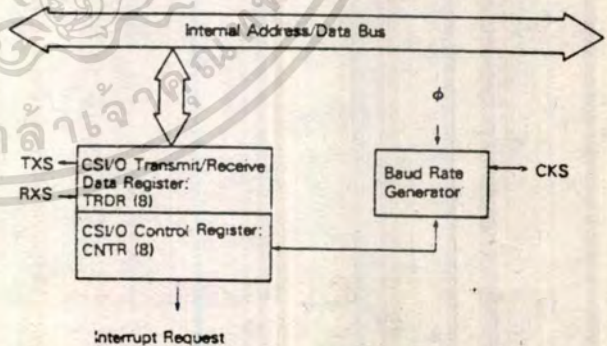 Internal Address/Data Bus
φ
TXS
CSI/O Transmit/Receive
Data Register:
TRDR (8)
RXS
CSI/O Control Register:
CNTR (8)
Baud Rate
Generator
CKS
Interrupt Request